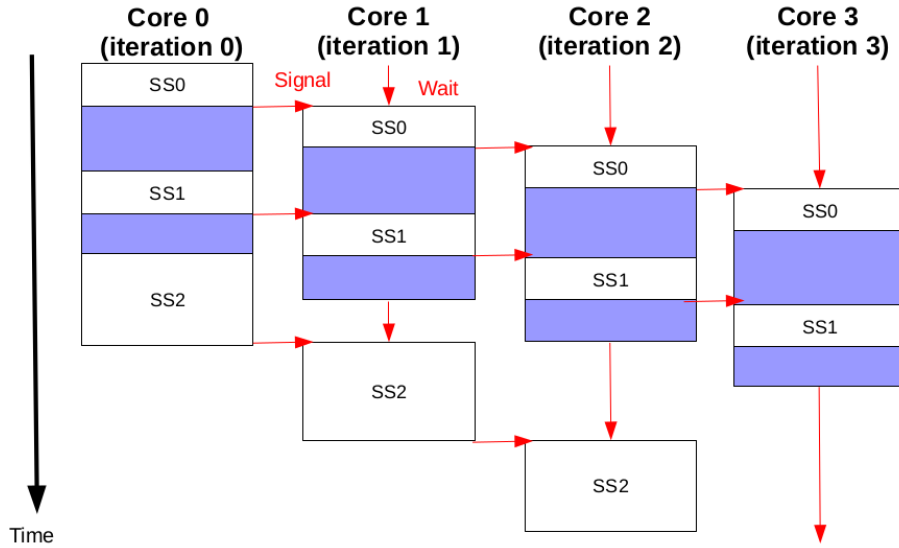 Core 0
(iteration 0)
Core 1
(iteration 1)
Core 2
(iteration 2)
Core 3
(iteration 3)
SS0
Signal
Wait
SS0
SS0
SS1
SS0
SS1
SS1
SS2
SS1
SS2
SS2
Time